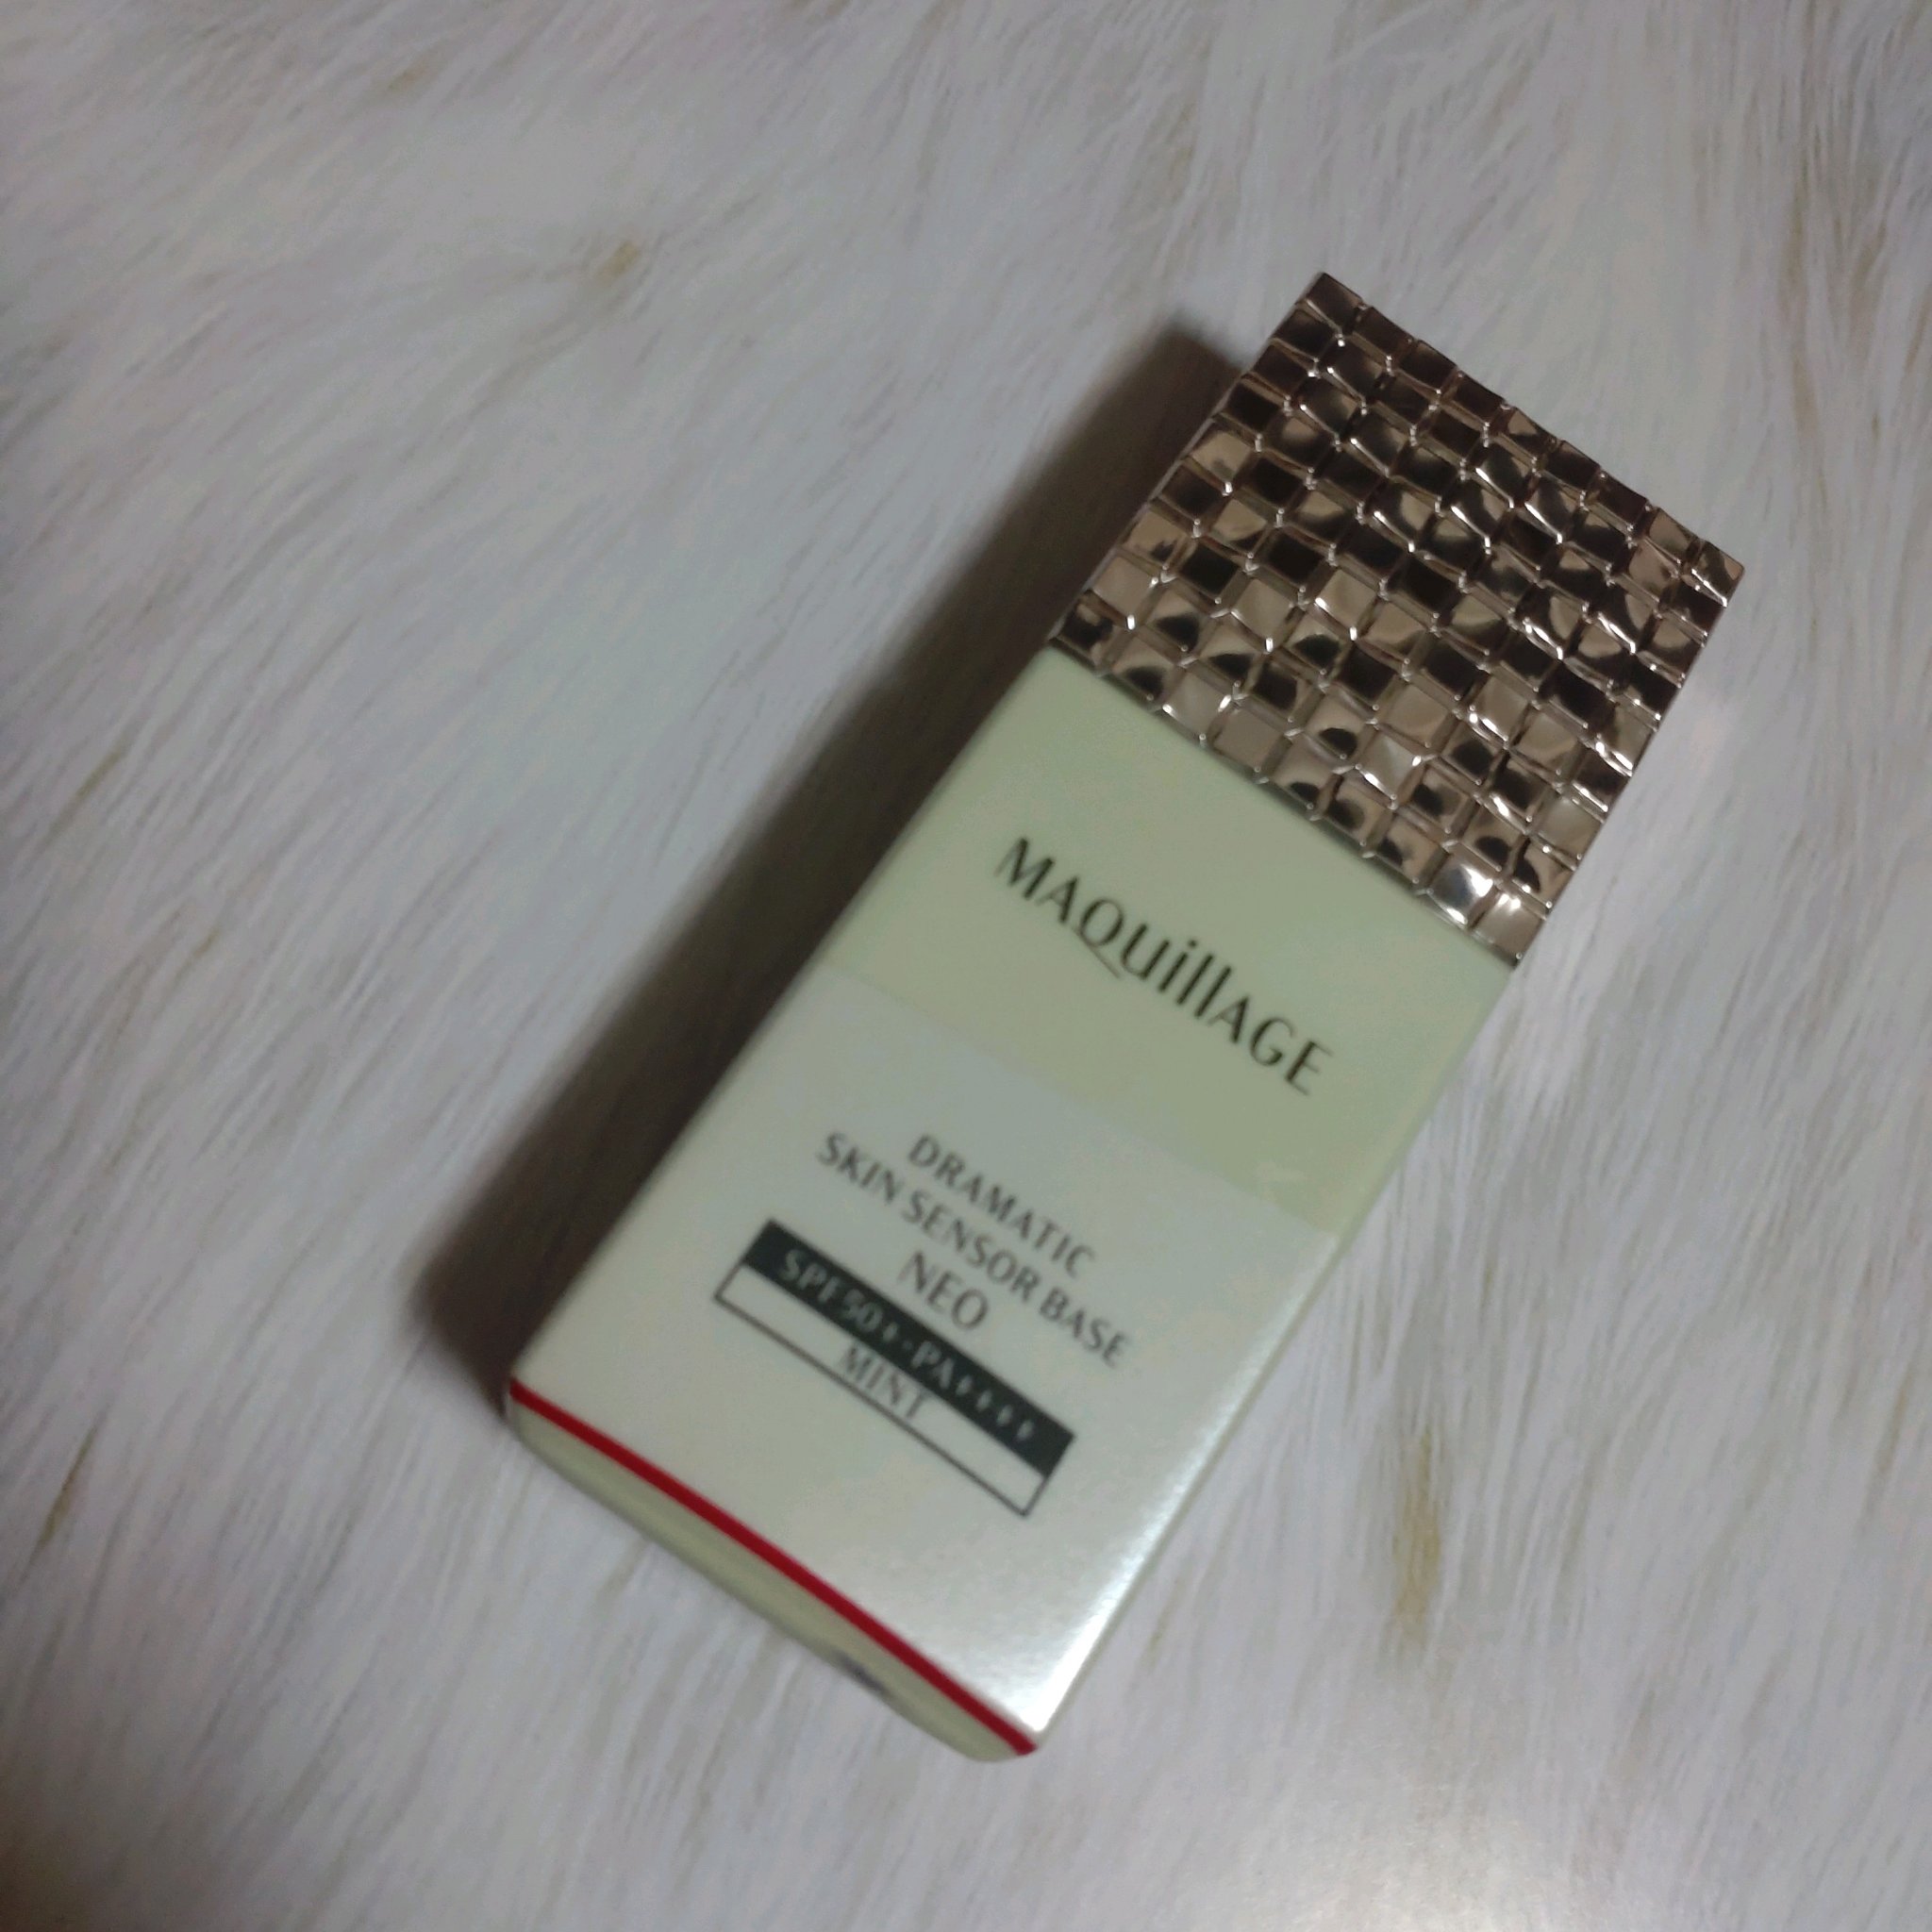 MAQuillAGE
DRAMATIC
SKIN SENSOR BASE
NEO
SPF50+・PA++++
MINT